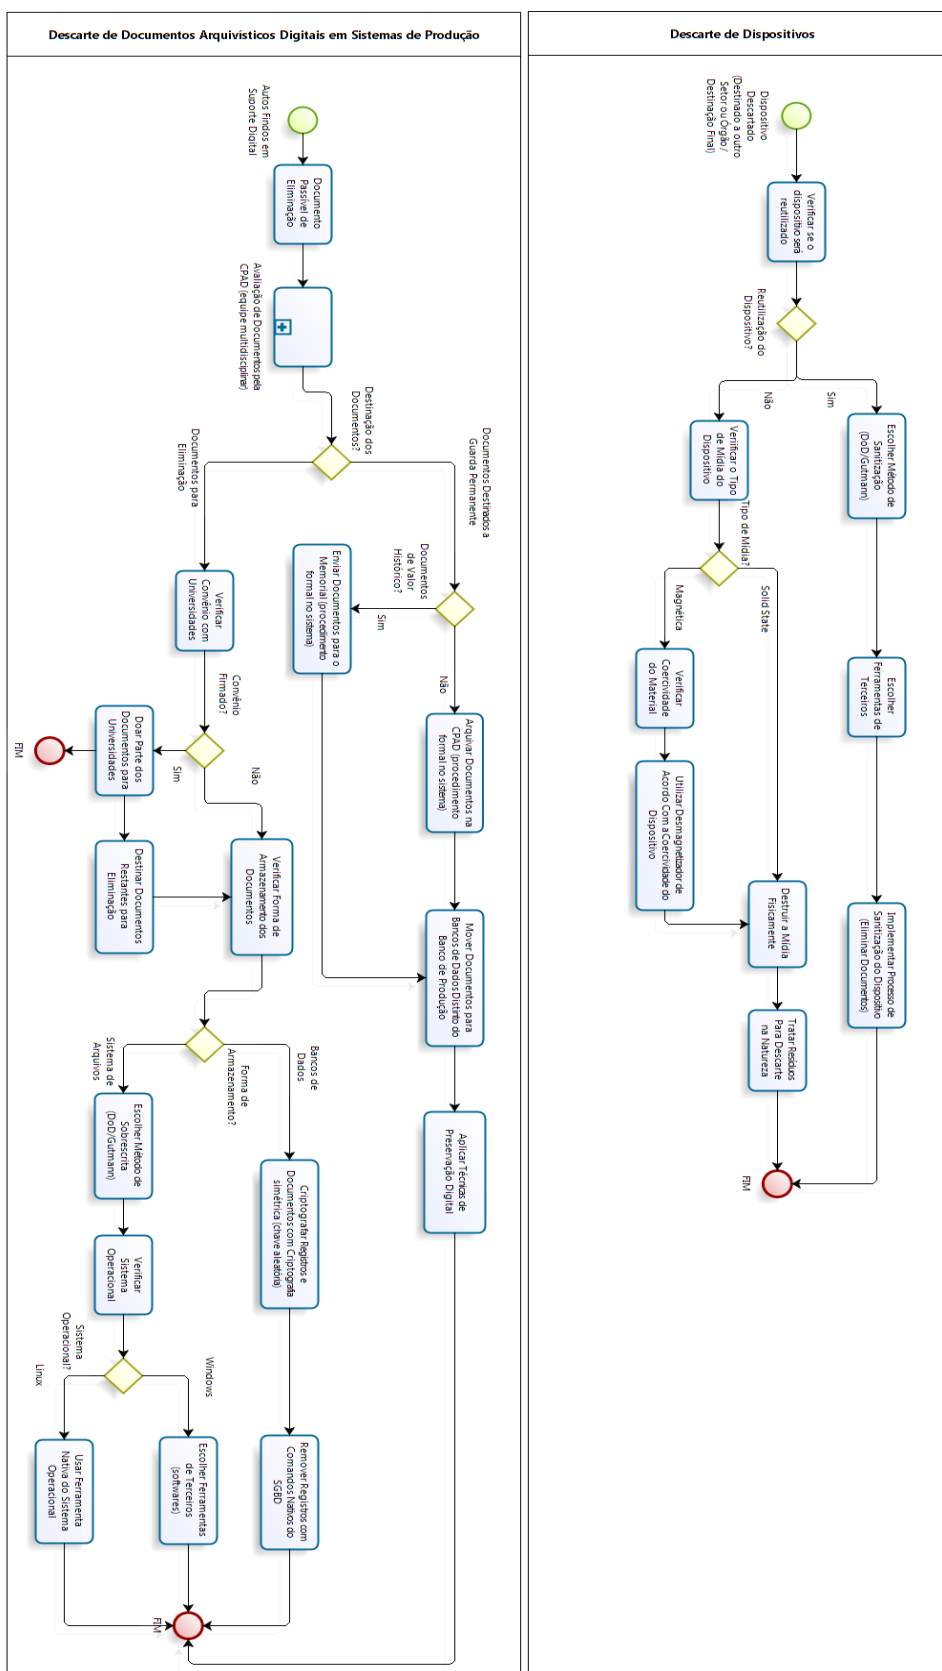 Descarte de Documentos Arquivísticos Digitais em Sistemas de Produção
Autos Findos em
Suporte Digital
Documento
Passível de
Eliminação
Avaliação de Documentos pela
CPAD (equipe multidisciplinar)
Destinação dos
Documentos?
Documentos Destinados a
Guarda Permanente
Documentos para
Eliminação
Documentos
de Valor
Histórico?
Sim
Não
Enviar Documentos para o
Memorial (procedimento
formal no sistema)
Arquivar Documentos na
CPAD (procedimento
formal no sistema)
Mover Documentos para
Bancos de Dados Distinto do
Banco de Produção
Aplicar Técnicas de
Preservação Digital
Verificar
Convênio com
Universidades
Convênio
Firmado?
Sim
Não
Doar Parte dos
Documentos para
Universidades
FIM
Destinar Documentos
Restantes para
Eliminação
Verificar Forma de
Armazenamento dos
Documentos
Forma de
Armazenamento?
Bancos de
Dados
Sistema de
Arquivos
Criptografar Registros e
Documentos com Criptografa
simétrica (chave aleatória)
Remover Registros com
Comandos Nativos do
SGBD
Escolher Método de
Sobrescrita
(DoD/Gutmann)
Verificar
Sistema
Operacional
Sistema
Operacional?
Windows
Linux
Escolher Ferramentas
de Terceiros
(softwares)
Usar Ferramenta
Nativa do Sistema
Operacional
FIM
Descarte de Dispositivos
Dispositivo
Descartado
(Destinado a outro
Setor ou Órgão /
Destinação Final)
Verificar se o
dispositivo será
reutilizado
Reutilização do
Dispositivo?
Sim
Não
Escolher Método de
Sanitização
(DoD/Gutmann)
Escolher
Ferramentas de
Terceiros
Implementar Processo de
Sanitização do Dispositivo
(Eliminar Documentos)
Veriificar o Tipo
de Mídia do
Dispositivo
Tipo de Mídia?
Solid State
Magnética
Verificar
Coercividade
do Material
Utilizar Desmagnetizador de
Acordo Com a Coercividade do
Dispositivo
Destruir a Mídia
Fisicamente
Tratar Resíduos
Para Descarte
na Natureza
FIM